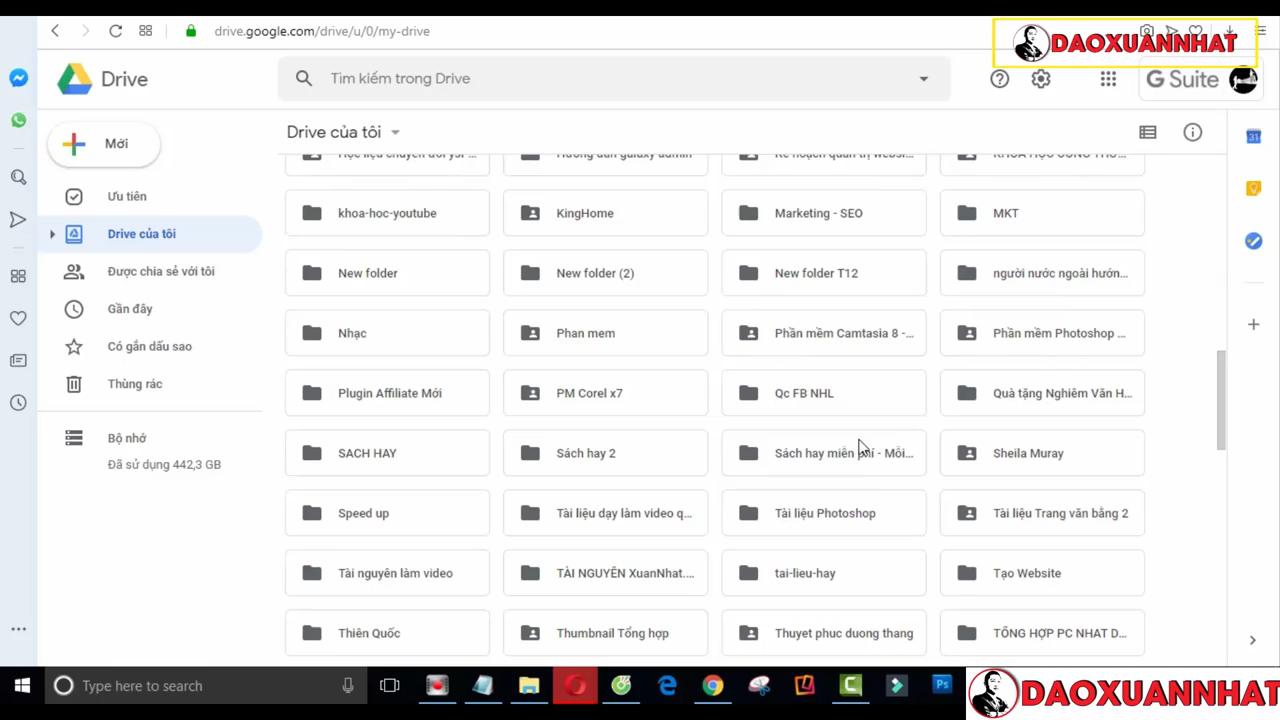 drive.google.com/drive/u/0/my-drive
DAOXUANNHAT
Drive
Tìm kiếm trong Drive
G Suite
Mới
Drive của tôi
Ưu tiên
Drive của tôi
Được chia sẻ với tôi
Gần đây
Có gắn dấu sao
Thùng rác
Bộ nhớ
Đã sử dụng 442,3 GB
khoa-hoc-youtube
KingHome
Marketing - SEO
MKT
New folder
New folder (2)
New folder T12
người nước ngoài hướn...
Nhạc
Phan mem
Phần mềm Camtasia 8 -...
Phần mềm Photoshop ...
Plugin Affiliate Mới
PM Corel x7
Qc FB NHL
Quà tặng Nghiêm Văn H...
SACH HAY
Sách hay 2
Sách hay miễn phí - Mỗi...
Sheila Muray
Speed up
Tài liệu dạy làm video q...
Tài liệu Photoshop
Tài liệu Trang văn bằng 2
Tài nguyên làm video
TÀI NGUYÊN XuanNhat....
tai-lieu-hay
Tạo Website
Thiên Quốc
Thumbnail Tổng hợp
Thuyet phuc duong thang
TỔNG HỢP PC NHAT D...
31
Type here to search
Ps
DAOXUANNHAT